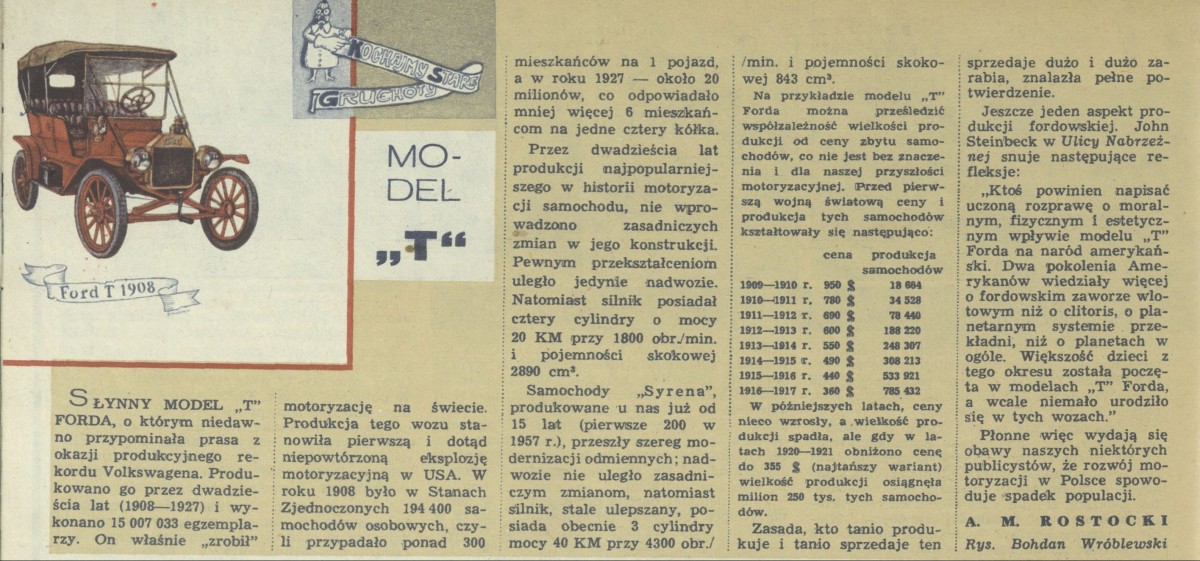 KOCHAJMY STARE
GRUCHOTY
Ford T 1908
MO-
DEL
„T“
SŁYNNY MODEL „T”
FORDA, o którym niedaw-
no przypominała prasa z
okazji produkcyjnego re-
kordu Volkswagena. Produ-
kowano go przez dwadzie-
ścia lat (1908—1927) i wy-
konano 15 007 033 egzempla-
rzy. On właśnie „zrobił”
motoryzację na świecie.
Produkcja tego wozu sta-
nowiła pierwszą i dotąd
niepowtórzoną eksplozję
motoryzacyjną w USA. W
roku 1908 było w Stanach
Zjednoczonych 194 400 sa-
mochodów osobowych, czy-
li przypadało ponad 300
mieszkańców na 1 pojazd,
a w roku 1927 — około 20
milionów, co odpowiadało
mniej więcej 6 mieszkań-
com na jedne cztery kółka.
Przez dwadzieścia lat
produkcji najpopularniej-
szego w historii motoryza-
cji samochodu, nie wpro-
wadzono zasadniczych
zmian w jego konstrukcji.
Pewnym przekształceniom
uległo jedynie nadwozie.
Natomiast silnik posiadał
cztery cylindry o mocy
20 KM przy 1800 obr./min.
i pojemności skokowej
2890 cm³.
Samochody „Syrena”,
produkowane u nas już od
15 lat (pierwsze 200 w
1957 r.), przeszły szereg mo-
dernizacji odmiennych; nad-
wozie nie uległo zasadni-
czym zmianom, natomiast
silnik, stale ulepszany, po-
siada obecnie 3 cylindry
mocy 40 KM przy 4300 obr./
/min. i pojemności skoko-
wej 843 cm³.
Na przykładzie modelu „T”
Forda można prześledzić
współzależność wielkości pro-
dukcji od ceny zbytu samo-
chodów, co nie jest bez znacze-
nia i dla naszej przyszłości
motoryzacyjnej. Przed pierw-
szą wojną światową ceny i
produkcja tych samochodów
kształtowały się następująco:
cena produkcja
samochodów
1909—1910 r. 950 $ 18 664
1910—1911 r. 780 $ 34 528
1911—1912 r. 690 $ 78 440
1912—1913 r. 600 $ 188 220
1913—1914 r. 550 $ 248 307
1914—1915 r. 490 $ 308 213
1915—1916 r. 440 $ 533 921
1916—1917 r. 360 $ 785 432
W późniejszych latach, ceny
nieco wzrosły, a wielkość pro-
dukcji spadła, ale gdy w la-
tach 1920—1921 obniżono cenę
do 355 $ (najtańszy wariant)
wielkość produkcji osiągnęła
milion 250 tys. tych samocho-
dów.
Zasada, kto tanio produ-
kuje i tanio sprzedaje ten
sprzedaje dużo i dużo za-
rabia, znalazła pełne po-
twierdzenie.
Jeszcze jeden aspekt pro-
dukcji fordowskiej. John
Steinbeck w Ulicy Nabrzeż-
nej snuje następujące re-
fleksje:
„Ktoś powinien napisać
uczoną rozprawę o moral-
nym, fizycznym i estetycz-
nym wpływie modelu „T”
Forda na naród amerykań-
ski. Dwa pokolenia Ame-
rykanów wiedziały więcej
o fordowskim zaworze wlo-
towym niż o clitoris, o pla-
netarnym systemie prze-
kładni, niż o planetach w
ogóle. Większość dzieci z
tego okresu została poczę-
ta w modelach „T” Forda,
a wcale niemało urodziło
się w tych wozach.”
Płonne więc wydają się
obawy naszych niektórych
publicystów, że rozwój mo-
toryzacji w Polsce spowo-
duje spadek populacji.
A. M. ROSTOCKI
Rys. Bohdan Wróblewski